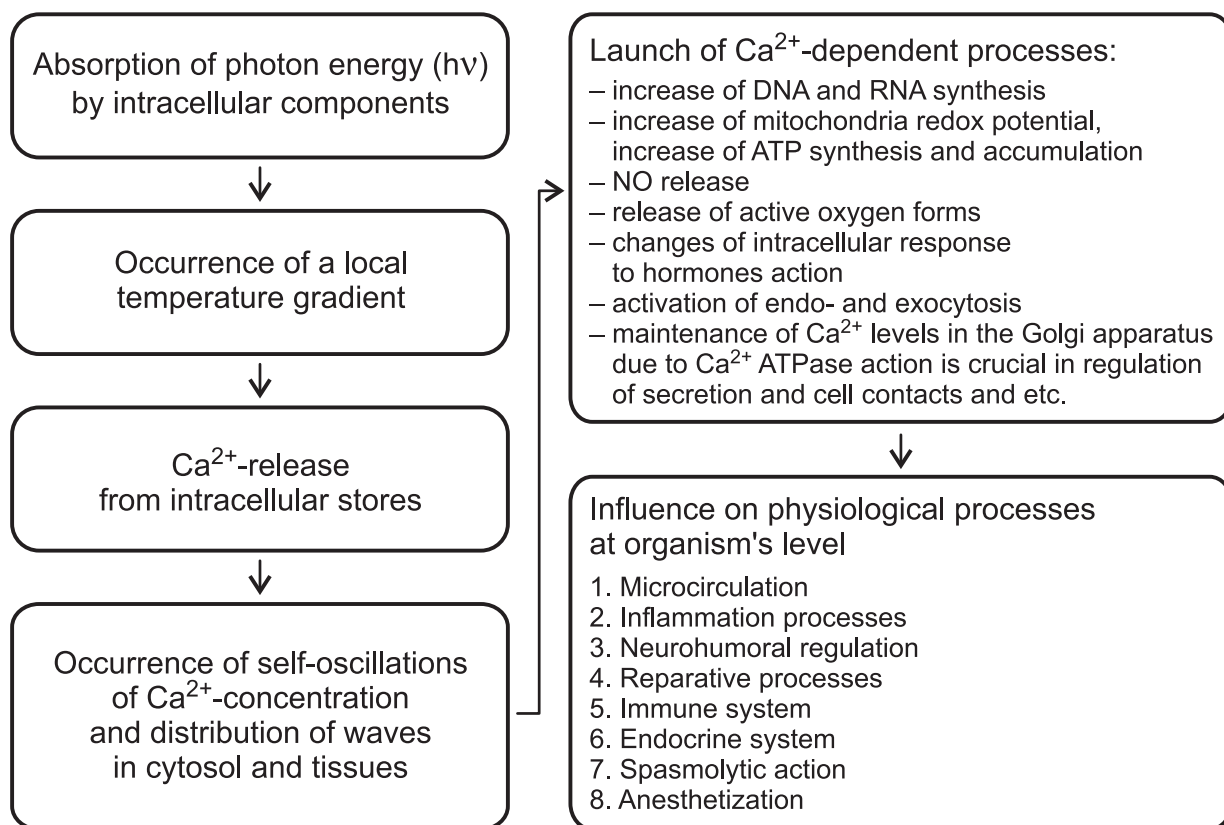 Absorption of photon energy (hν)
by intracellular components
Occurrence of a local
temperature gradient
Ca²⁺-release
from intracellular stores
Occurrence of self-oscillations
of Ca²⁺-concentration
and distribution of waves
in cytosol and tissues
Launch of Ca²⁺-dependent processes:
– increase of DNA and RNA synthesis
– increase of mitochondria redox potential,
increase of ATP synthesis and accumulation
– NO release
– release of active oxygen forms
– changes of intracellular response
to hormones action
– activation of endo- and exocytosis
– maintenance of Ca²⁺ levels in the Golgi apparatus
due to Ca²⁺ ATPase action is crucial in regulation
of secretion and cell contacts and etc.
Influence on physiological processes
at organism's level
1. Microcirculation
2. Inflammation processes
3. Neurohumoral regulation
4. Reparative processes
5. Immune system
6. Endocrine system
7. Spasmolytic action
8. Anesthetization